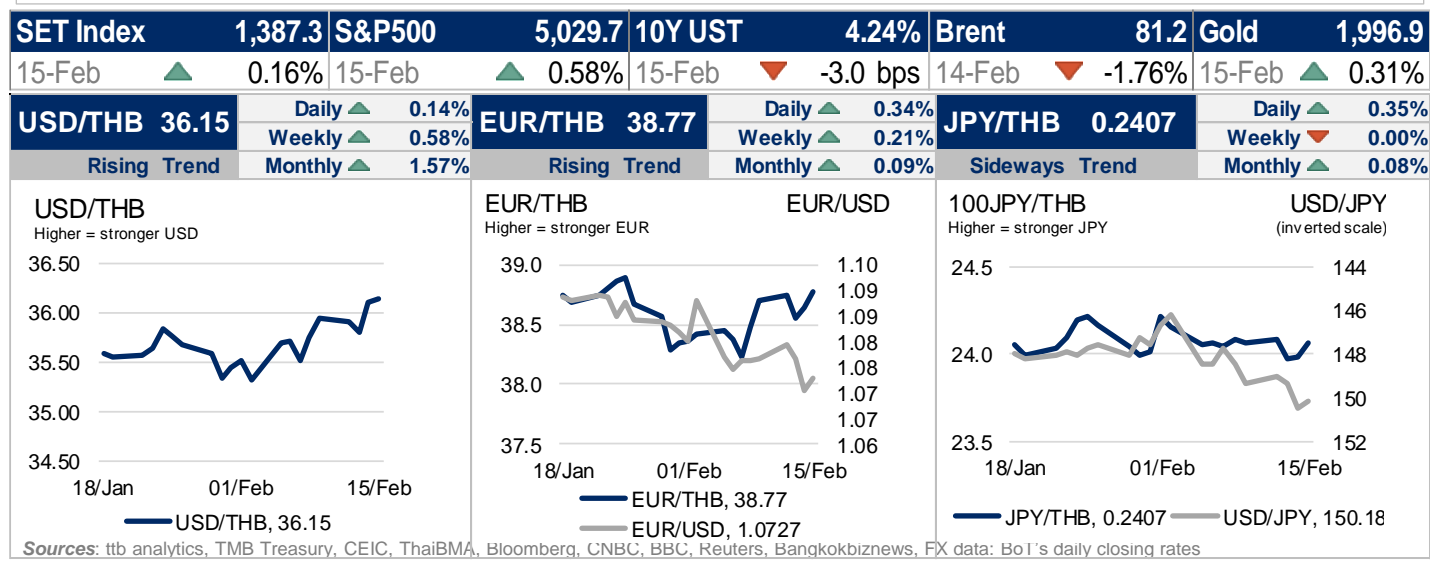 SET Index 1,387.3 S&P500 5,029.7 10Y UST 4.24% Brent 81.2 Gold 1,996.9
15-Feb 0.16% 15-Feb 0.58% 15-Feb -3.0 bps 14-Feb -1.76% 15-Feb 0.31%
USD/THB 36.15
Daily 0.14%
Weekly 0.58%
Rising Trend Monthly 1.57%
EUR/THB 38.77
Daily 0.34%
Weekly 0.21%
Rising Trend Monthly 0.09%
JPY/THB 0.2407
Daily 0.35%
Weekly 0.00%
Sideways Trend Monthly 0.08%
USD/THB
Higher = stronger USD
36.50
36.00
35.50
35.00
34.50
18/Jan 01/Feb 15/Feb
USD/THB, 36.15
EUR/THB EUR/USD
Higher = stronger EUR
39.0
38.5
38.0
37.5
1.10
1.09
1.09
1.08
1.08
1.07
1.07
1.06
18/Jan 01/Feb 15/Feb
EUR/THB, 38.77
EUR/USD, 1.0727
100JPY/THB USD/JPY
Higher = stronger JPY (inverted scale)
24.5
24.0
23.5
144
146
148
150
152
18/Jan 01/Feb 15/Feb
JPY/THB, 0.2407 USD/JPY, 150.18
Sources: ttb analytics, TMB Treasury, CEIC, ThaiBMA, Bloomberg, CNBC, BBC, Reuters, Bangkokbiznews, FX data: BoT's daily closing rates